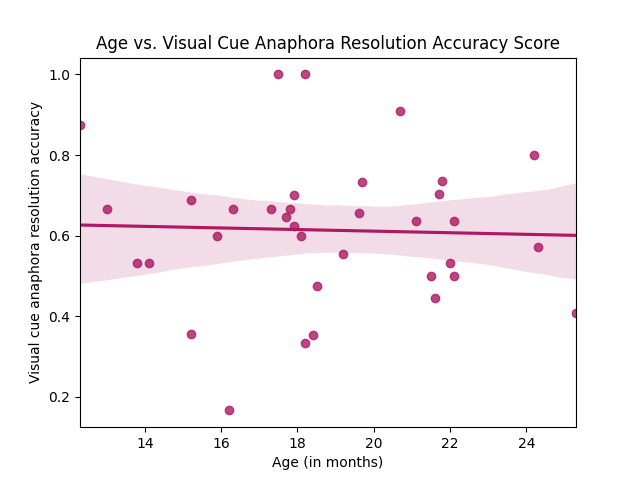 Age vs. Visual Cue Anaphora Resolution Accuracy Score
Visual cue anaphora resolution accuracy
1.0
0.8
0.6
0.4
0.2
14 16 18 20 22 24
Age (in months)